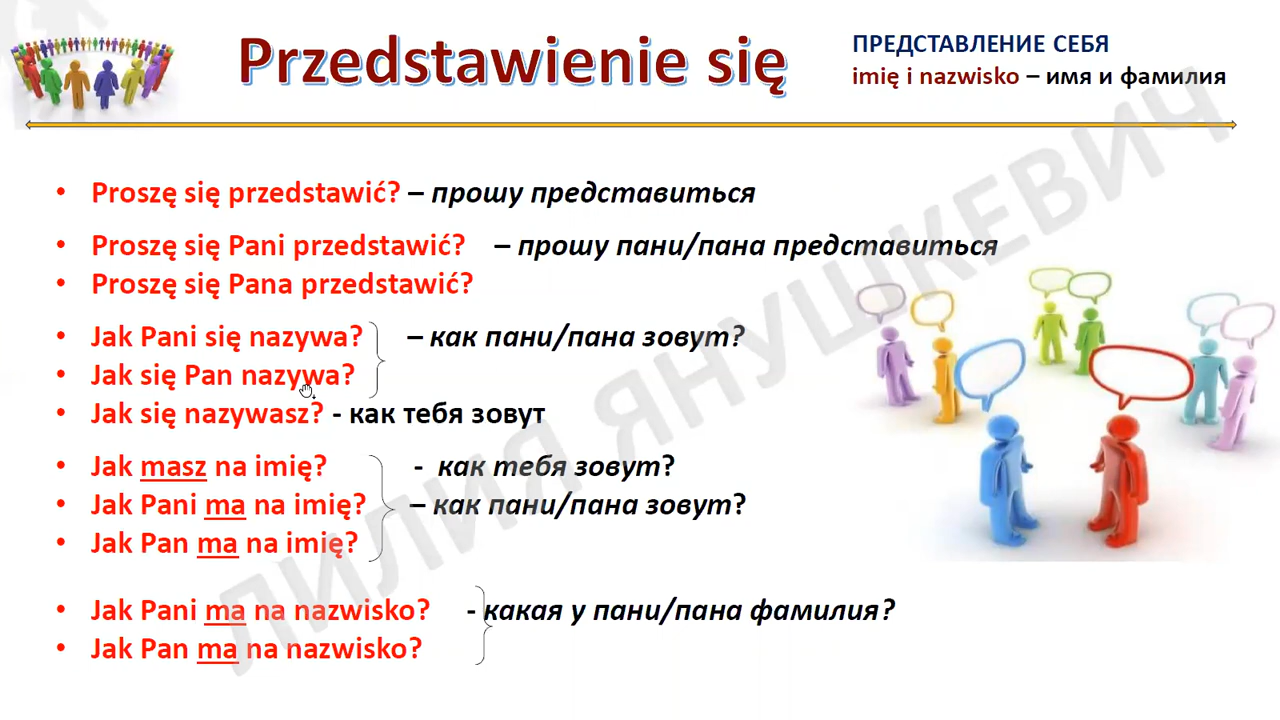 Przedstawienie się
ПРЕДСТАВЛЕНИЕ СЕБЯ
imię i nazwisko – имя и фамилия
• Proszę się przedstawić? – прошу представиться
• Proszę się Pani przedstawić? – прошу пани/пана представиться
• Proszę się Pana przedstawić?
• Jak Pani się nazywa? – как пани/пана зовут?
• Jak się Pan nazywa?
• Jak się nazywasz? - как тебя зовут
• Jak masz na imię? - как тебя зовут?
• Jak Pani ma na imię? – как пани/пана зовут?
• Jak Pan ma na imię?
• Jak Pani ma na nazwisko? - какая у пани/пана фамилия?
• Jak Pan ma na nazwisko?
ЛИЛИЯ ЯНУШКЕВИЧ